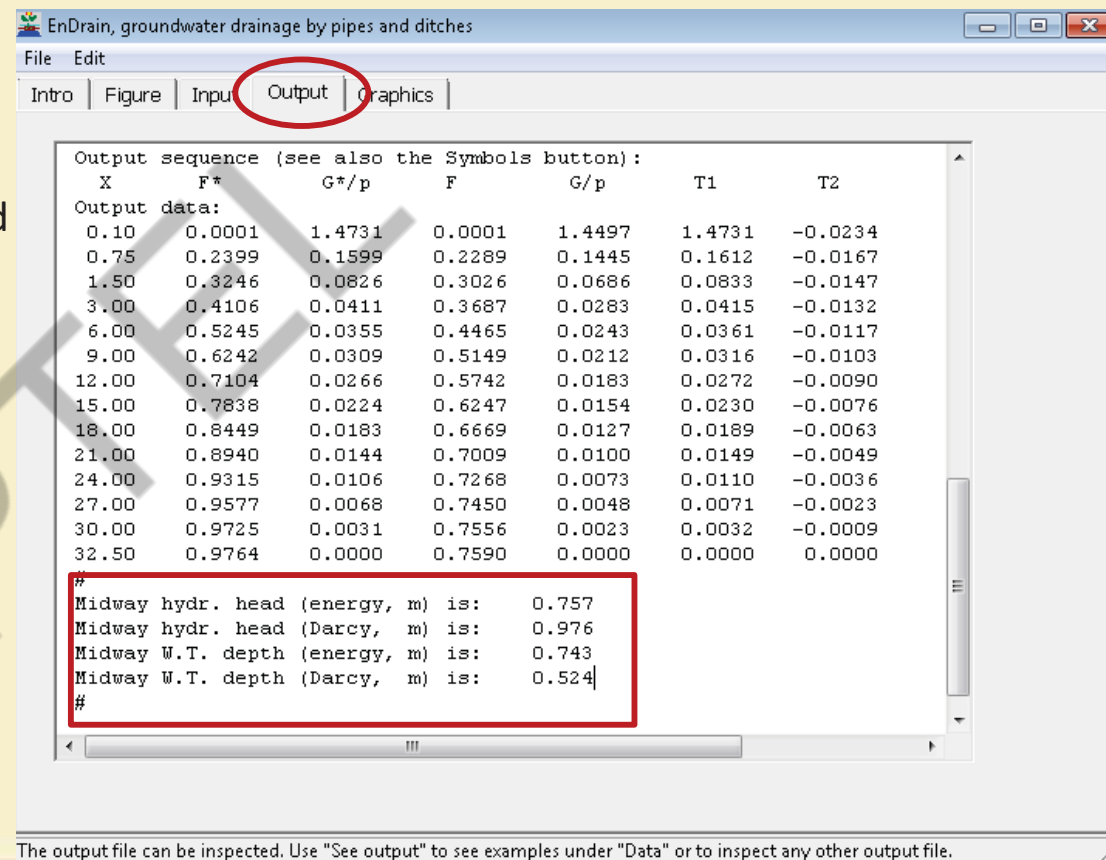 EnDrain, groundwater drainage by pipes and ditches
File Edit
Intro Figure Input Output Graphics
Output sequence (see also the Symbols button):
X F* G*/p F G/p T1 T2
Output data:
0.10 0.0001 1.4731 0.0001 1.4497 1.4731 -0.0234
0.75 0.2399 0.1599 0.2289 0.1445 0.1612 -0.0167
1.50 0.3246 0.0826 0.3026 0.0686 0.0833 -0.0147
3.00 0.4106 0.0411 0.3687 0.0283 0.0415 -0.0132
6.00 0.5245 0.0355 0.4465 0.0243 0.0361 -0.0117
9.00 0.6242 0.0309 0.5149 0.0212 0.0316 -0.0103
12.00 0.7104 0.0266 0.5742 0.0183 0.0272 -0.0090
15.00 0.7838 0.0224 0.6247 0.0154 0.0230 -0.0076
18.00 0.8449 0.0183 0.6669 0.0127 0.0189 -0.0063
21.00 0.8940 0.0144 0.7009 0.0100 0.0149 -0.0049
24.00 0.9315 0.0106 0.7268 0.0073 0.0110 -0.0036
27.00 0.9577 0.0068 0.7450 0.0048 0.0071 -0.0023
30.00 0.9725 0.0031 0.7556 0.0023 0.0032 -0.0009
32.50 0.9764 0.0000 0.7590 0.0000 0.0000 0.0000
#
Midway hydr. head (energy, m) is: 0.757
Midway hydr. head (Darcy, m) is: 0.976
Midway W.T. depth (energy, m) is: 0.743
Midway W.T. depth (Darcy, m) is: 0.524
#
The output file can be inspected. Use "See output" to see examples under "Data" or to inspect any other output file.